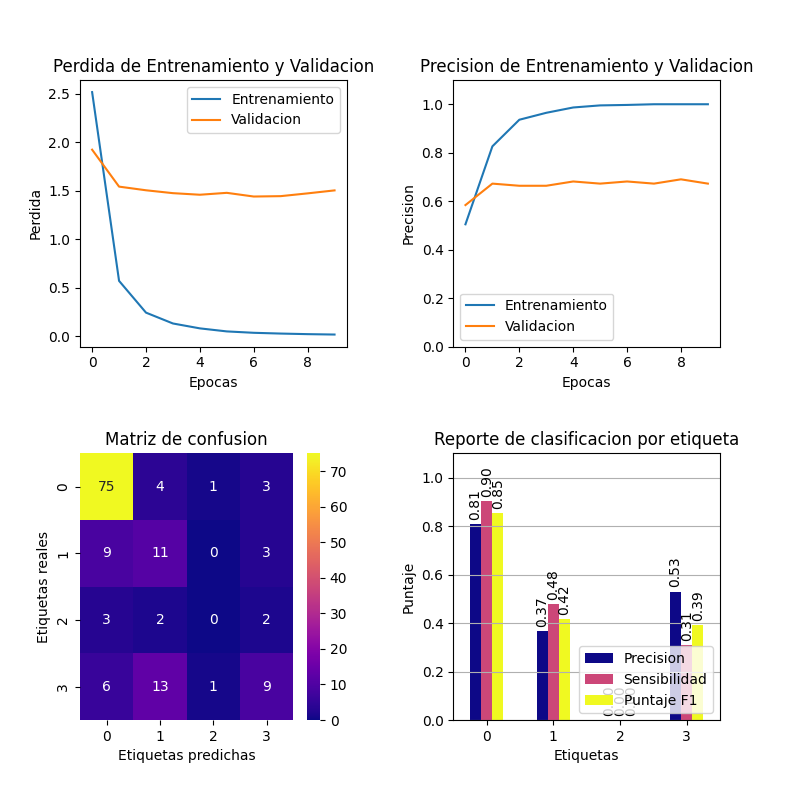 Perdida de Entrenamiento y Validacion
2.5
2.0
1.5
1.0
0.5
0.0
Perdida
Entrenamiento
Validacion
0 2 4 6 8
Epocas
Precision de Entrenamiento y Validacion
1.0
0.8
0.6
0.4
0.2
0.0
Precision
Entrenamiento
Validacion
0 2 4 6 8
Epocas
Matriz de confusion
Etiquetas reales
0 75 4 1 3
1 9 11 0 3
2 3 2 0 2
3 6 13 1 9
0 1 2 3
Etiquetas predichas
70
60
50
40
30
20
10
0
Reporte de clasificacion por etiqueta
1.0
0.8
0.6
0.4
0.2
0.0
Puntaje
0.81 0.90 0.85
0.37 0.48 0.42
0.00 0.00 0.00
0.53 0.31 0.39
Precision
Sensibilidad
Puntaje F1
0 1 2 3
Etiquetas